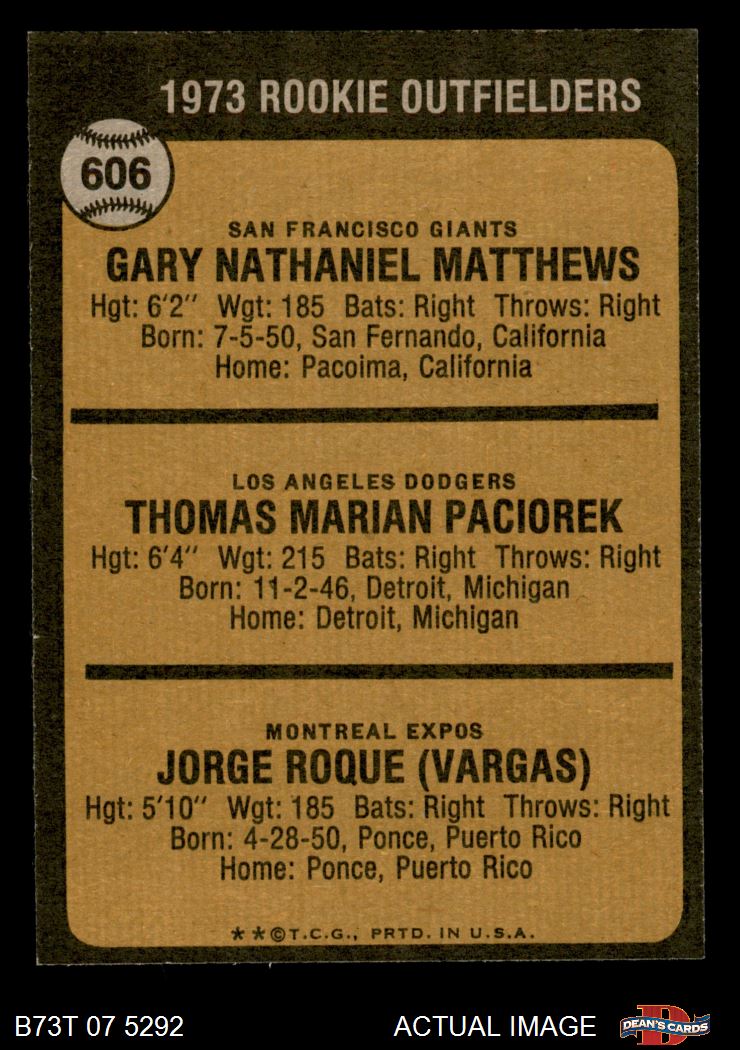 1973 ROOKIE OUTFIELDERS
606
SAN FRANCISCO GIANTS
GARY NATHANIEL MATTHEWS
Hgt: 6'2" Wgt: 185 Bats: Right Throws: Right
Born: 7-5-50, San Fernando, California
Home: Pacoima, California
LOS ANGELES DODGERS
THOMAS MARIAN PACIOREK
Hgt: 6'4" Wgt: 215 Bats: Right Throws: Right
Born: 11-2-46, Detroit, Michigan
Home: Detroit, Michigan
MONTREAL EXPOS
JORGE ROQUE (VARGAS)
Hgt: 5'10" Wgt: 185 Bats: Right Throws: Right
Born: 4-28-50, Ponce, Puerto Rico
Home: Ponce, Puerto Rico
* *©T.C.G., PRTD. IN U.S.A.
B73T 07 5292 ACTUAL IMAGE
D
DEAN'S CARDS